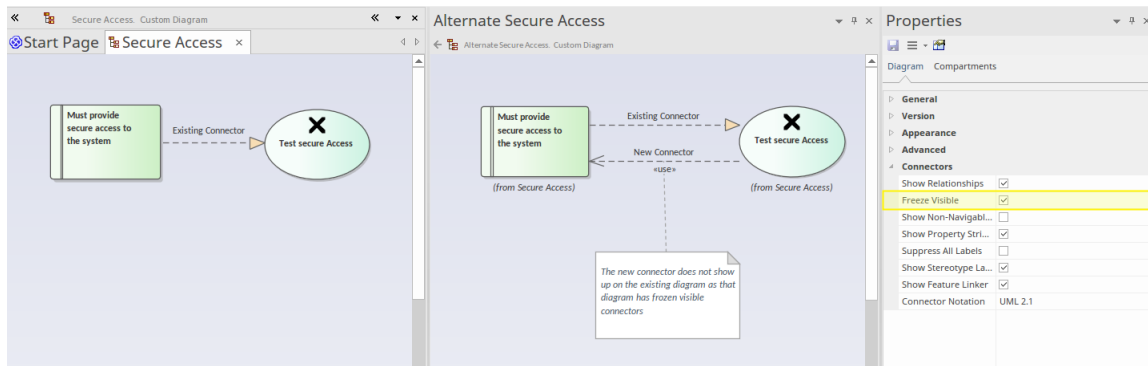 Secure Access. Custom Diagram
Start Page
Secure Access
Must provide
secure access to
the system
Existing Connector
Test secure Access
Alternate Secure Access
Alternate Secure Access. Custom Diagram
Must provide
secure access to
the system
Existing Connector
Test secure Access
New Connector
«use»
(from Secure Access)
(from Secure Access)
The new connector does not show
up on the existing diagram as that
diagram has frozen visible
connectors
Properties
Diagram Compartments
General
Version
Appearance
Advanced
Connectors
Show Relationships
Freeze Visible
Show Non-Navigabl...
Show Property Stri...
Suppress All Labels
Show Stereotype La...
Show Feature Linker
Connector Notation UML 2.1